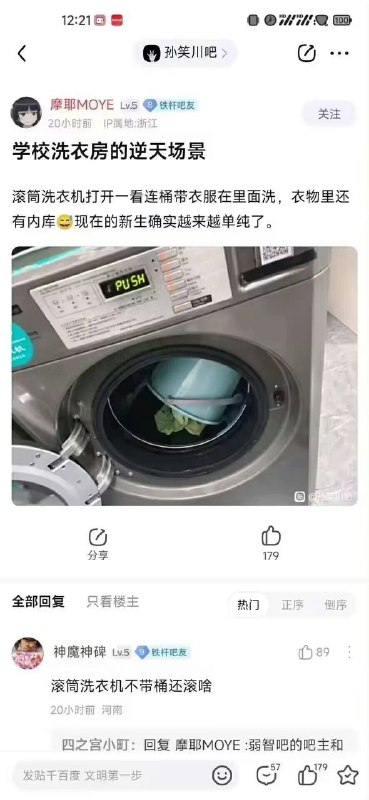 12:21
100
孙笑川吧
摩耶MOYE Lv.5 9 铁杆吧友
20小时前 IP属地:浙江
关注
学校洗衣房的逆天场景
滚筒洗衣机打开一看连桶带衣服在里面洗，衣物里还
有内库😅现在的新生确实越来越单纯了。
PUSH
分享
179
全部回复 只看楼主
热门 正序 倒序
神魔神碑 Lv.5 9 铁杆吧友
89
滚筒洗衣机不带桶还滚啥
20小时前 河南
四之宫小町：回复 摩耶MOYE :弱智吧的吧主和
发贴千百度 文明第一步
57
179